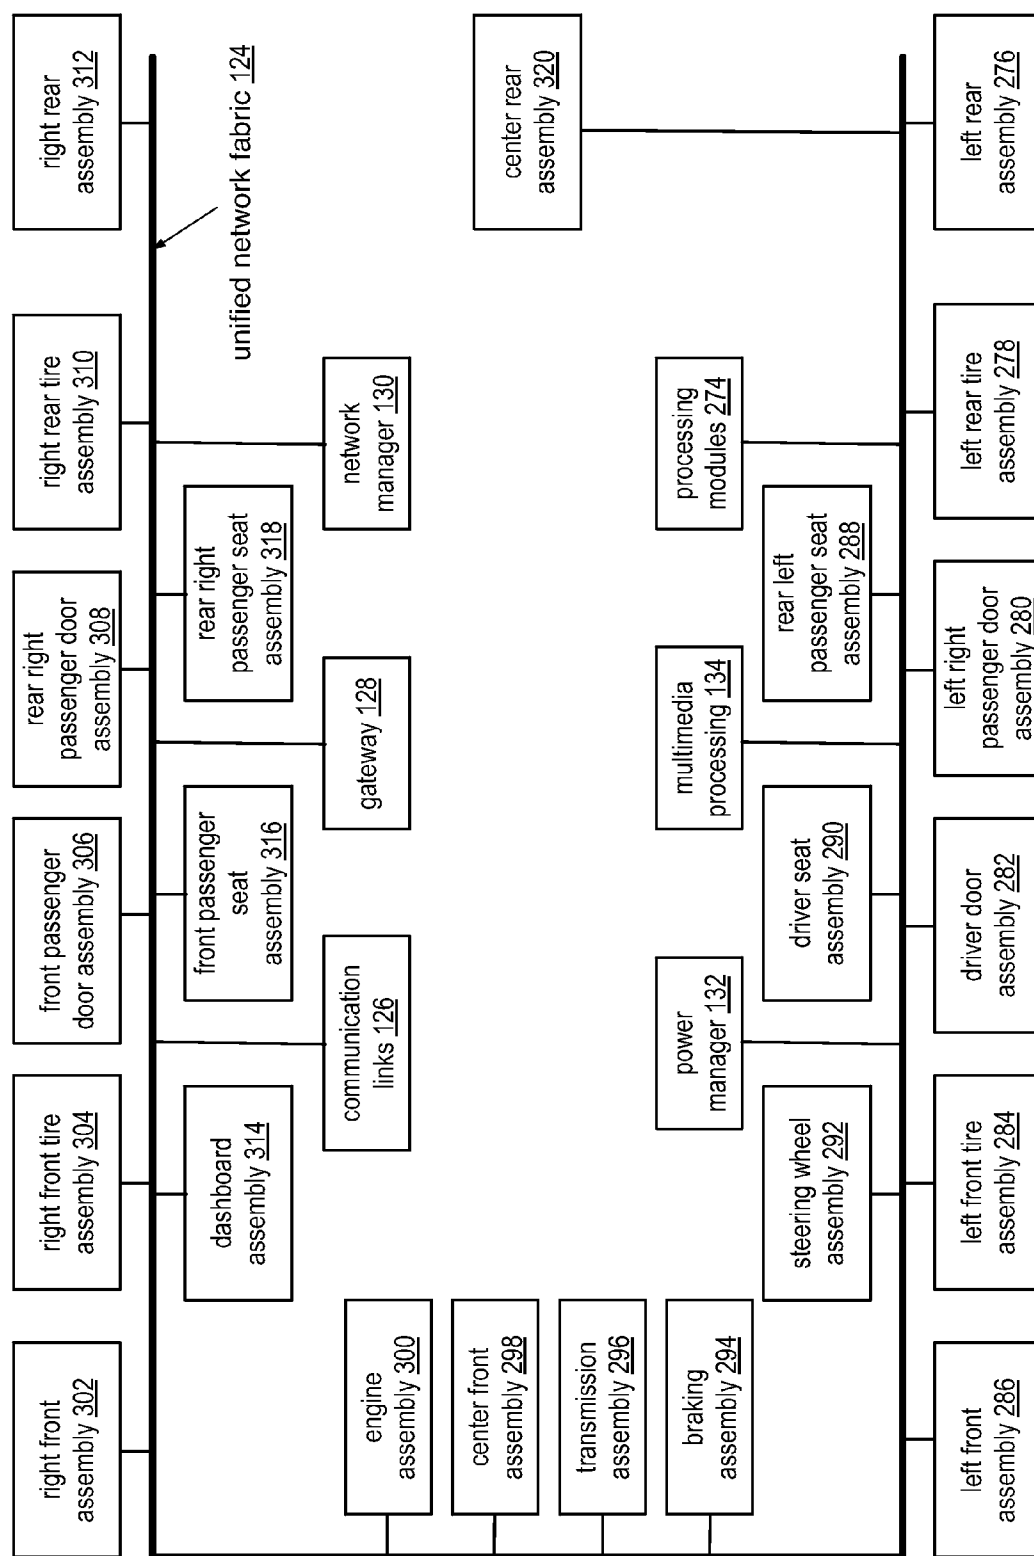 right front
assembly 302
right front tire
assembly 304
front passenger
door assembly 306
rear right
passenger door
assembly 308
right rear tire
assembly 310
right rear
assembly 312
unified network fabric 124
dashboard
assembly 314
front passenger
seat
assembly 316
rear right
passenger seat
assembly 318
communication
links 126
gateway 128
network
manager 130
engine
assembly 300
center front
assembly 298
transmission
assembly 296
braking
assembly 294
center rear
assembly 320
power
manager 132
multimedia
processing 134
processing
modules 274
steering wheel
assembly 292
driver seat
assembly 290
rear left
passenger seat
assembly 288
left front
assembly 286
left front tire
assembly 284
driver door
assembly 282
left right
passenger door
assembly 280
left rear tire
assembly 278
left rear
assembly 276